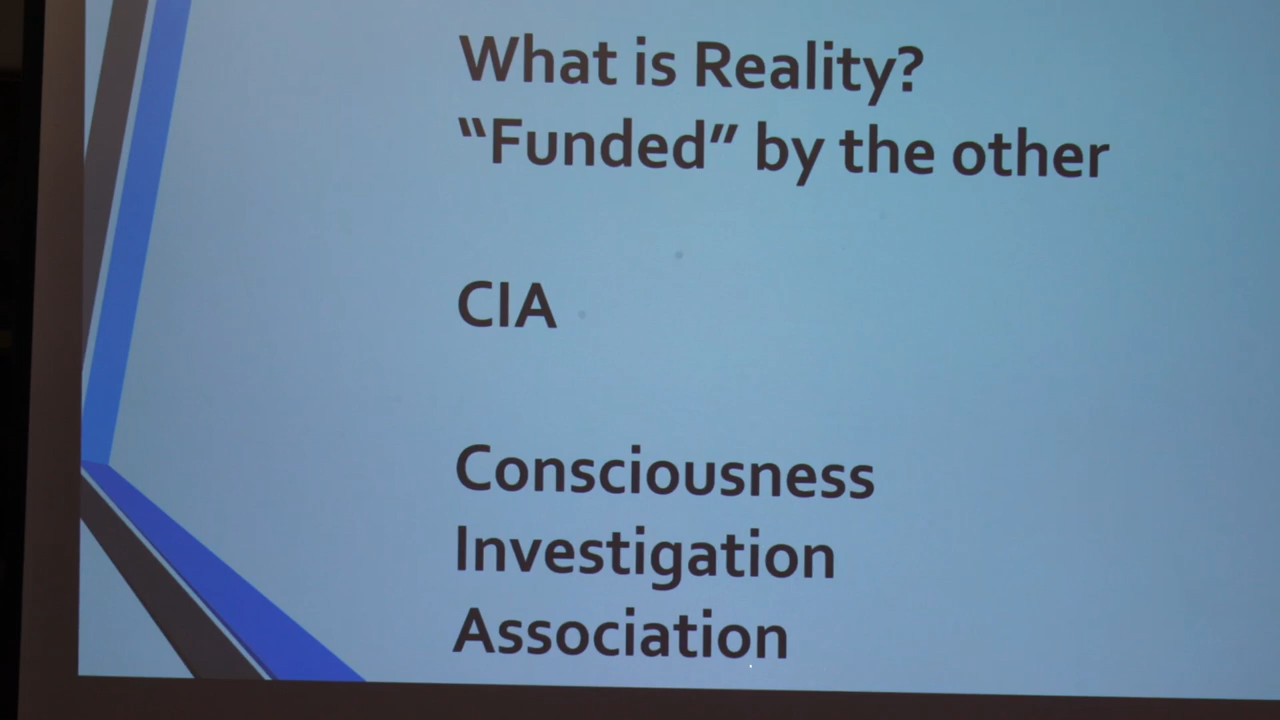 What is Reality?
“Funded” by the other
CIA
Consciousness
Investigation
Association